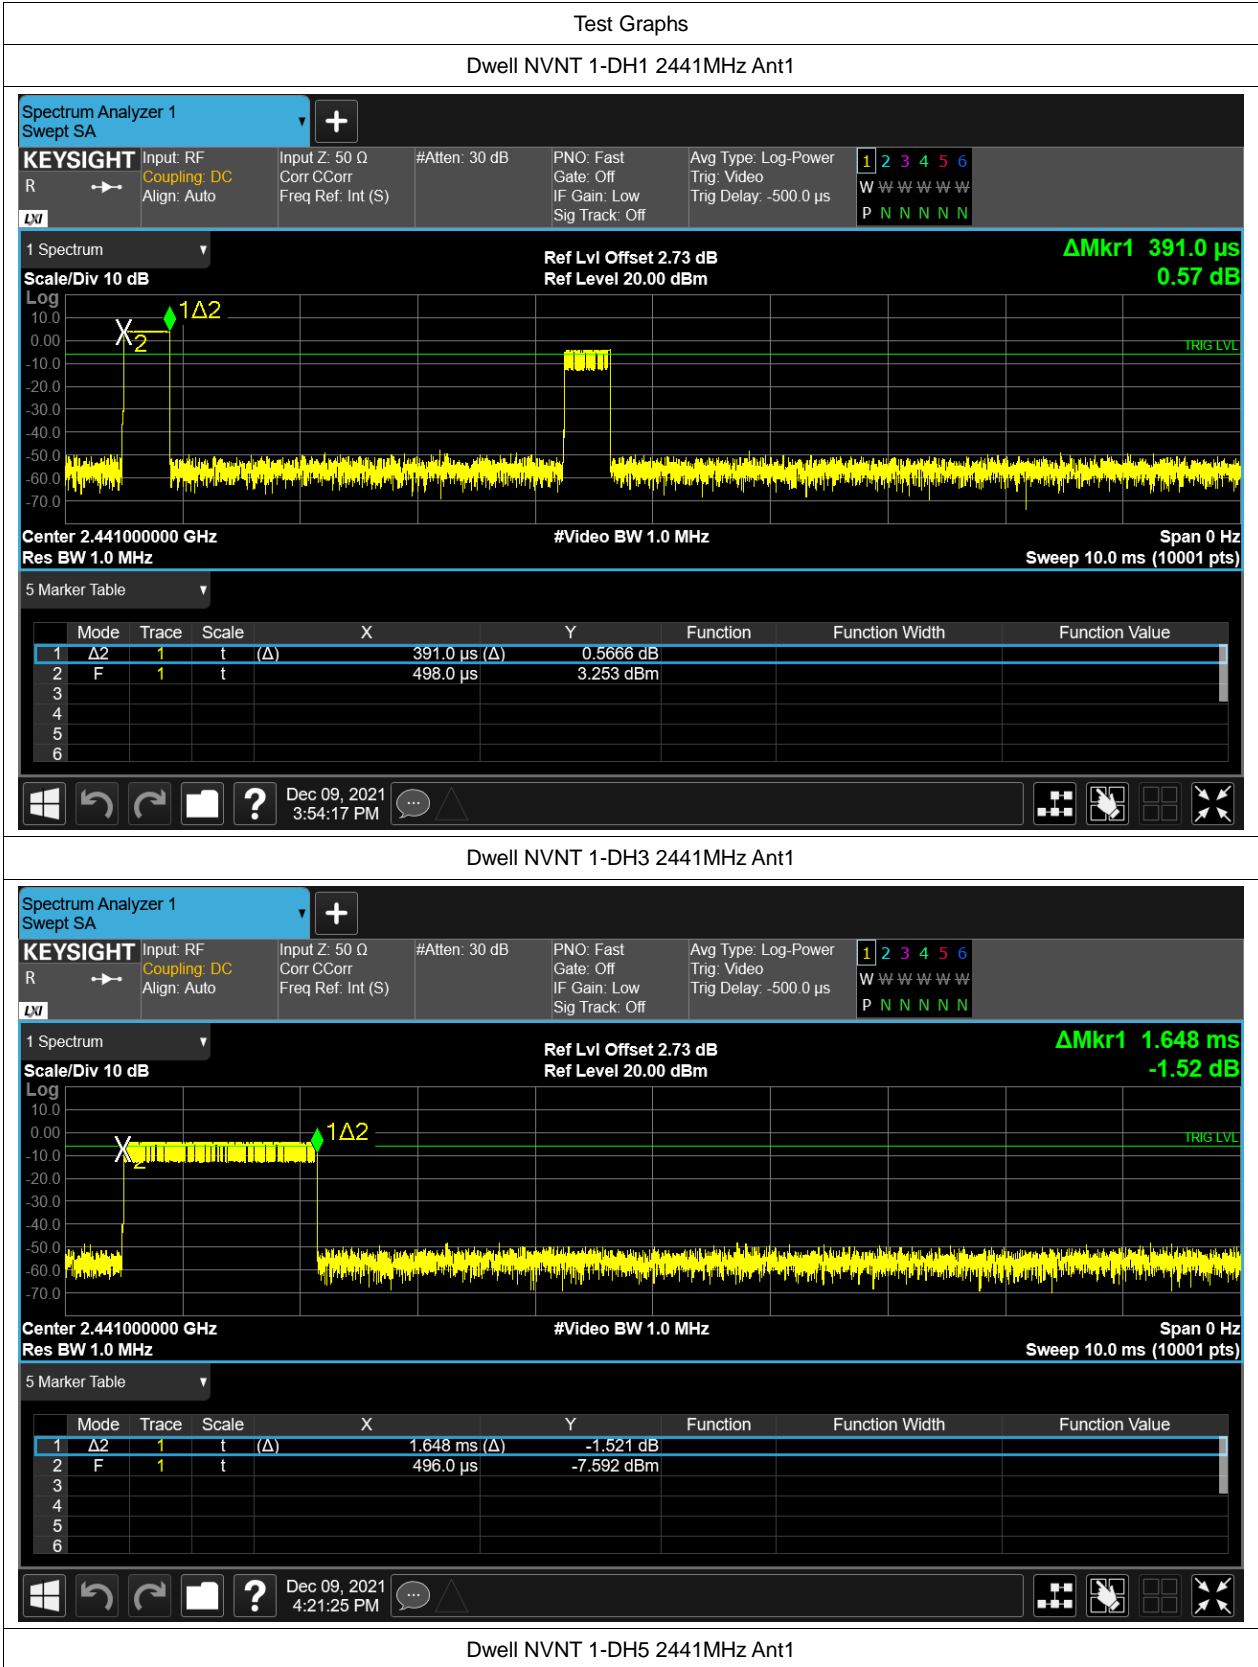 Test Graphs
Dwell NVNT 1-DH1 2441MHz Ant1
Spectrum Analyzer 1
Swept SA
KEYSIGHT Input: RF Input Z: 50 Ω #Atten: 30 dB PNO: Fast Avg Type: Log-Power 1 2 3 4 5 6
R Coupling: DC Corr CCorr Gate: Off Trig: Video W W W W W W
Align: Auto Freq Ref: Int (S) IF Gain: Low Trig Delay: -500.0 µs
LXI Sig Track: Off P N N N N N
1 Spectrum Ref Lvl Offset 2.73 dB ΔMkr1 391.0 µs
Scale/Div 10 dB Ref Level 20.00 dBm 0.57 dB
Log
10.0 1Δ2
0.00 2 TRIG LVL
-10.0
-20.0
-30.0
-40.0
-50.0
-60.0
-70.0
Center 2.441000000 GHz #Video BW 1.0 MHz Span 0 Hz
Res BW 1.0 MHz Sweep 10.0 ms (10001 pts)
5 Marker Table
Mode Trace Scale X Y Function Function Width Function Value
1 Δ2 1 t (Δ) 391.0 µs (Δ) 0.5666 dB
2 F 1 t 498.0 µs 3.253 dBm
3
4
5
6
Dec 09, 2021
3:54:17 PM
Dwell NVNT 1-DH3 2441MHz Ant1
Spectrum Analyzer 1
Swept SA
KEYSIGHT Input: RF Input Z: 50 Ω #Atten: 30 dB PNO: Fast Avg Type: Log-Power 1 2 3 4 5 6
R Coupling: DC Corr CCorr Gate: Off Trig: Video W W W W W W
Align: Auto Freq Ref: Int (S) IF Gain: Low Trig Delay: -500.0 µs
LXI Sig Track: Off P N N N N N
1 Spectrum Ref Lvl Offset 2.73 dB ΔMkr1 1.648 ms
Scale/Div 10 dB Ref Level 20.00 dBm -1.52 dB
Log
10.0
0.00 1Δ2 TRIG LVL
-10.0 2
-20.0
-30.0
-40.0
-50.0
-60.0
-70.0
Center 2.441000000 GHz #Video BW 1.0 MHz Span 0 Hz
Res BW 1.0 MHz Sweep 10.0 ms (10001 pts)
5 Marker Table
Mode Trace Scale X Y Function Function Width Function Value
1 Δ2 1 t (Δ) 1.648 ms (Δ) -1.521 dB
2 F 1 t 496.0 µs -7.592 dBm
3
4
5
6
Dec 09, 2021
4:21:25 PM
Dwell NVNT 1-DH5 2441MHz Ant1